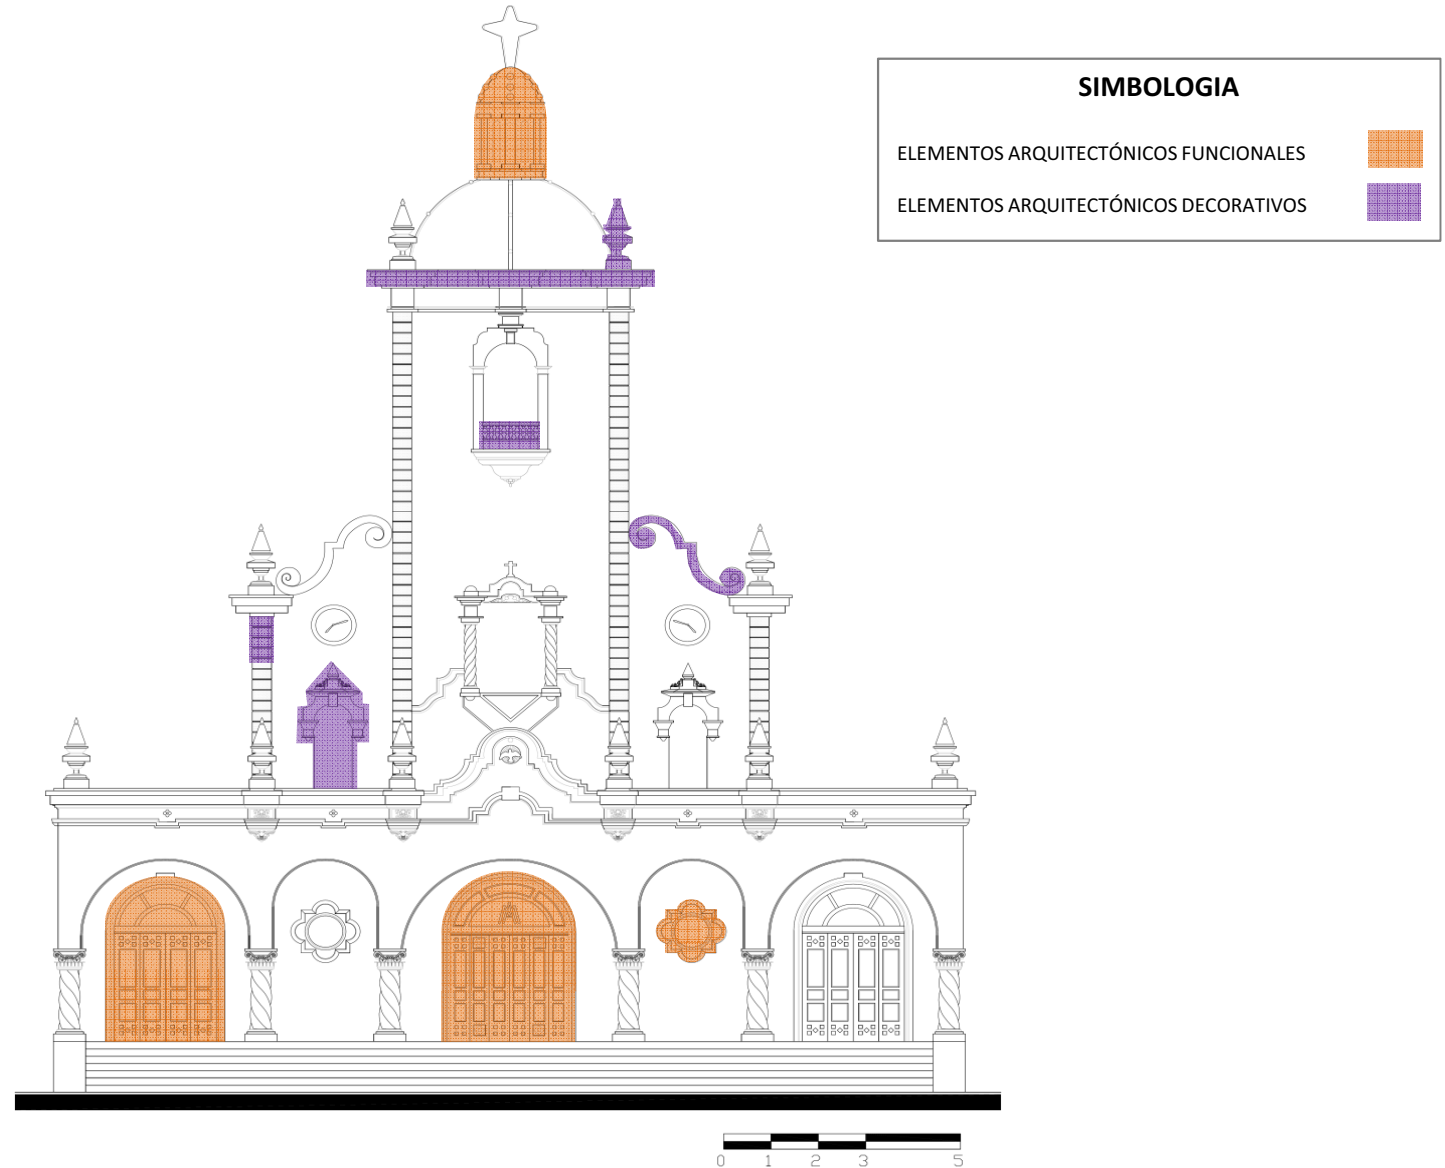 SIMBOLOGIA
ELEMENTOS ARQUITECTÓNICOS FUNCIONALES
ELEMENTOS ARQUITECTÓNICOS DECORATIVOS
0 1 2 3 5